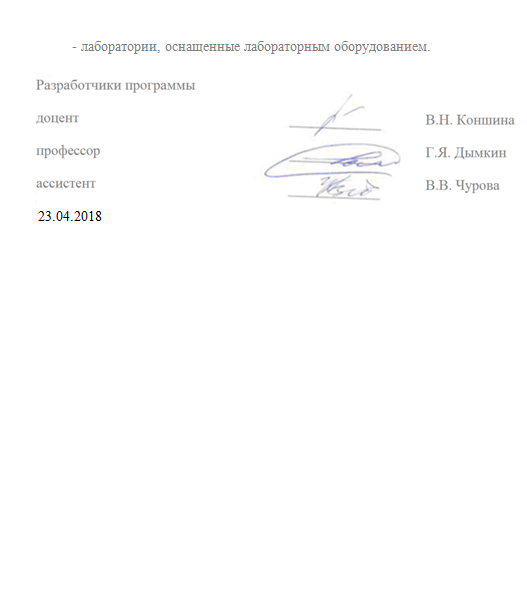 - лаборатории, оснащенные лабораторным оборудованием.
Разработчики программы
доцент В.Н. Коншина
профессор Г.Я. Дымкин
ассистент В.В. Чурова
23.04.2018